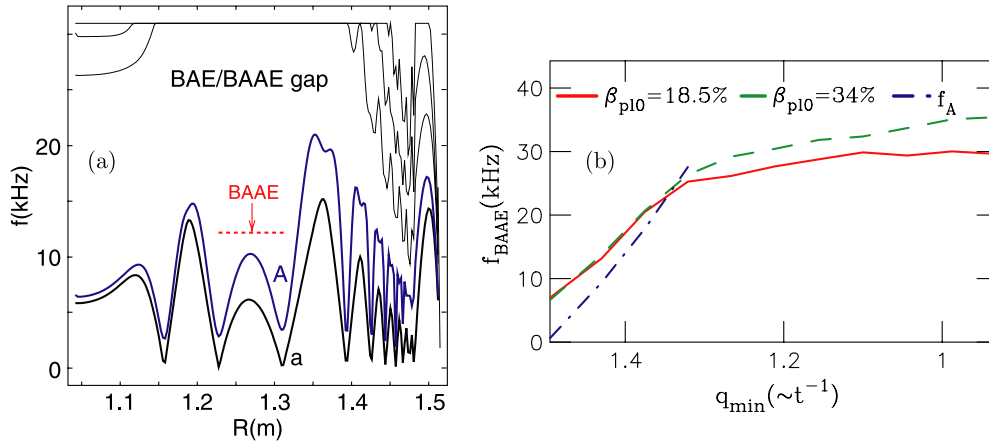 (a)
BAE/BAAE gap
BAAE
A
a
f(kHz)
0
10
20
1.1
1.2
1.3
1.4
1.5
R(m)
(b)
β_pl0=18.5%
β_pl0=34%
f_A
f_BAAE(kHz)
40
30
20
10
0
1.4
1.2
1
q_min(~t⁻¹)